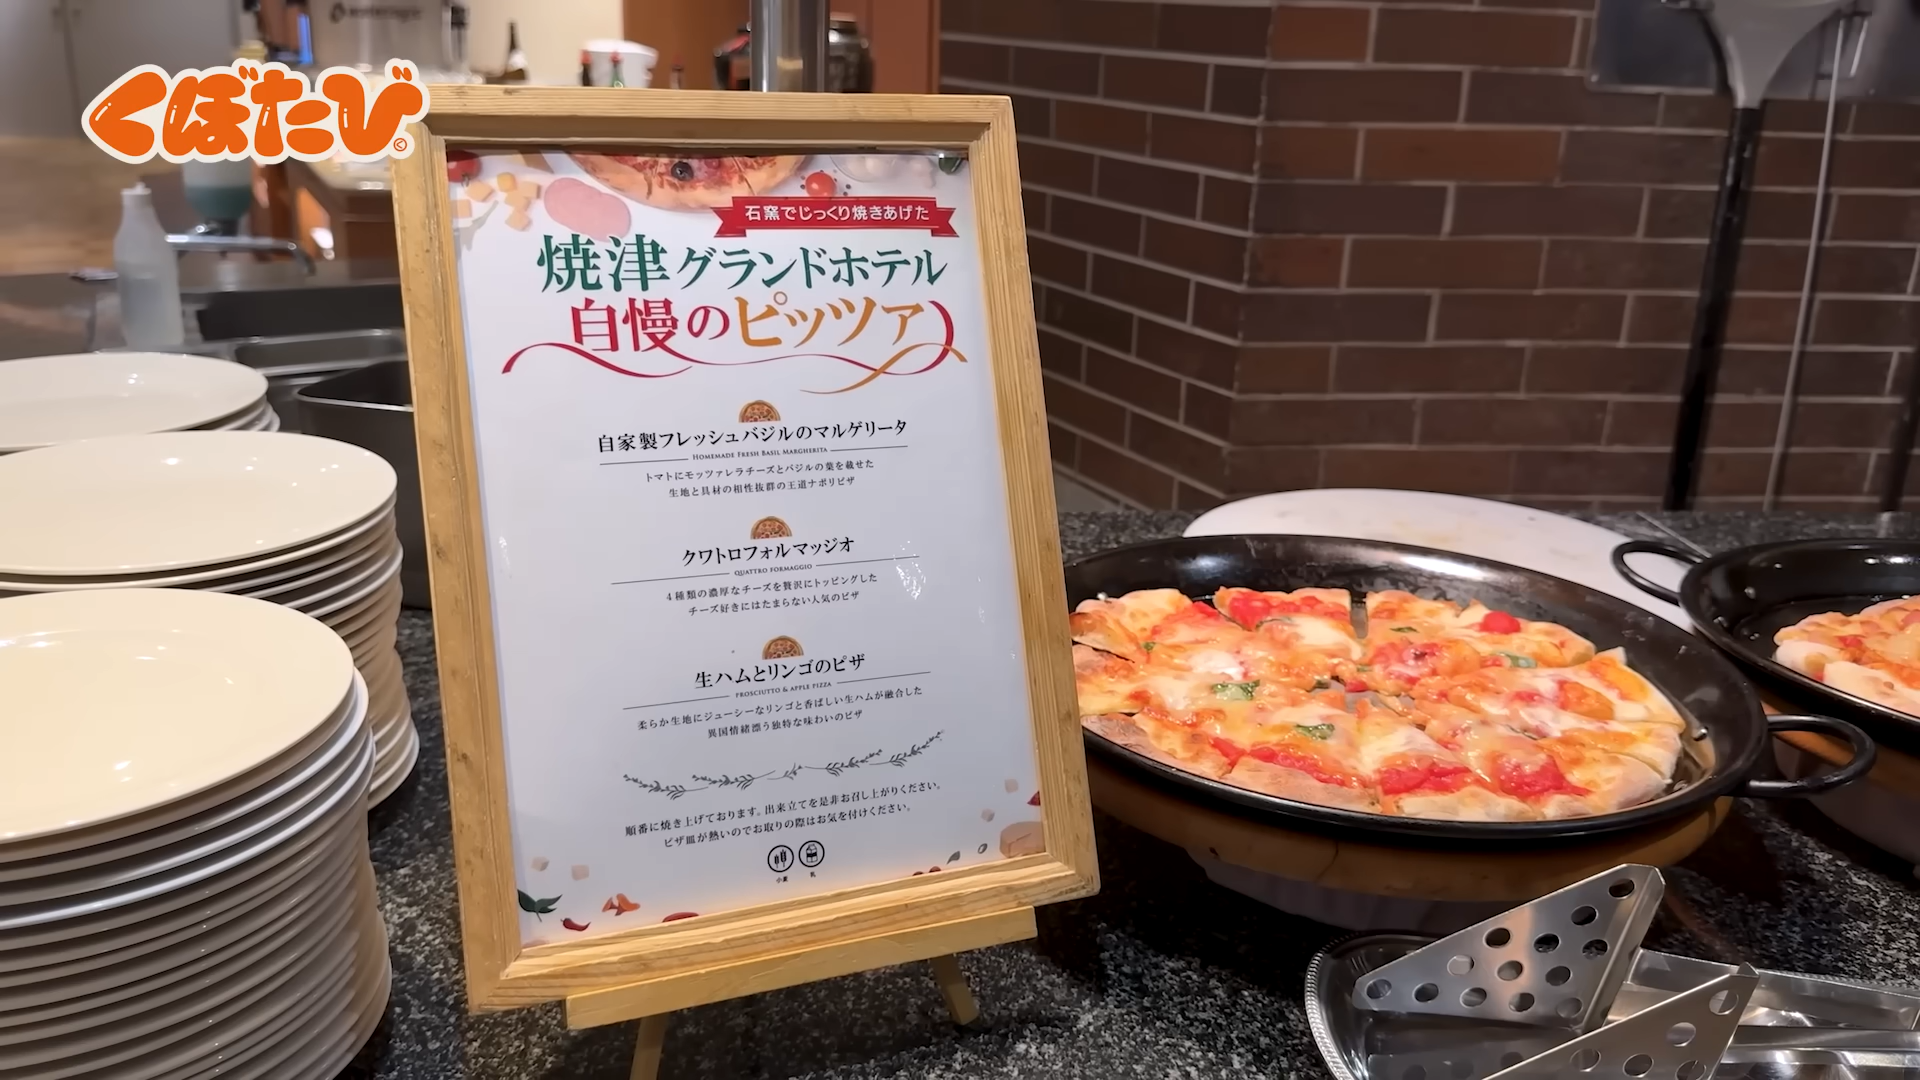 くぼたび
石窯でじっくり焼きあげた
焼津グランドホテル
自慢のピッツァ
自家製フレッシュバジルのマルゲリータ
HOMEMADE FRESH BASIL MARGHERITA
トマトにモッツァレラチーズとバジルの葉を載せた
生地と具材の相性抜群の王道ナポリピザ
クワトロフォルマッジオ
QUATTRO FORMAGGIO
4種類の濃厚なチーズを贅沢にトッピングした
チーズ好きにはたまらない人気のピザ
生ハムとリンゴのピザ
PROSCIUTTO & APPLE PIZZA
柔らか生地にジューシーなリンゴと香ばしい生ハムが融合した
異国情緒漂う独特な味わいのピザ
順番に焼き上げております。出来立てを是非お召し上がりください。
ピザ皿が熱いのでお取りの際はお気を付けください。
小麦 乳